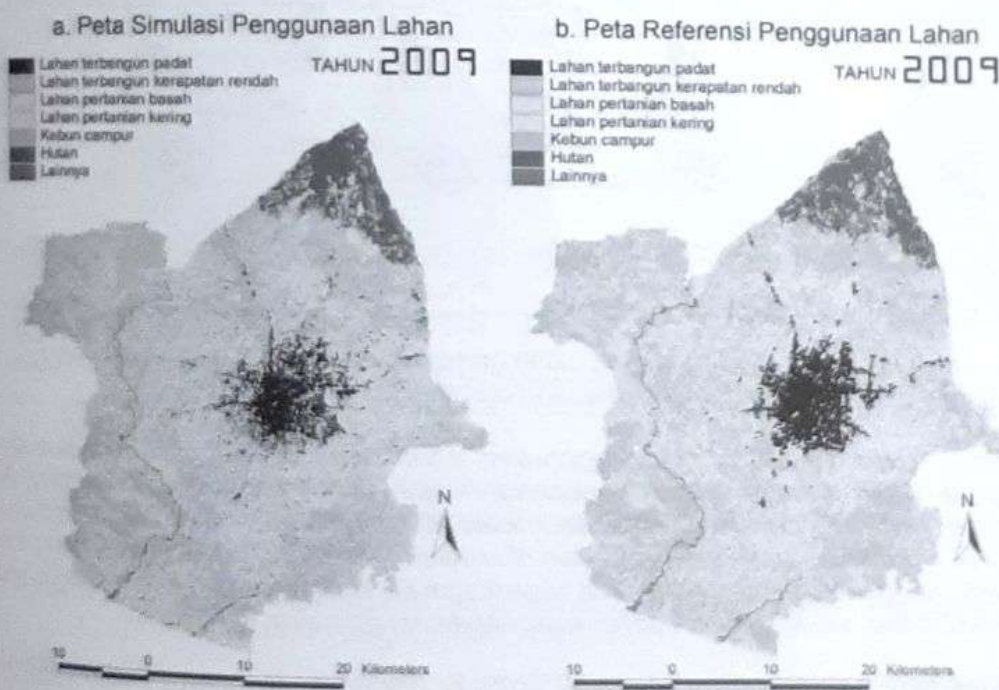 a. Peta Simulasi Penggunaan Lahan
TAHUN 2009
Lahan terbangun padat
Lahan terbangun kerapatan rendah
Lahan pertanian basah
Lahan pertanian kering
Kebun campur
Hutan
Lainnya
N
10 0 10 20 Kilometers
b. Peta Referensi Penggunaan Lahan
TAHUN 2009
Lahan terbangun padat
Lahan terbangun kerapatan rendah
Lahan pertanian basah
Lahan pertanian kering
Kebun campur
Hutan
Lainnya
N
10 0 10 20 Kilometers